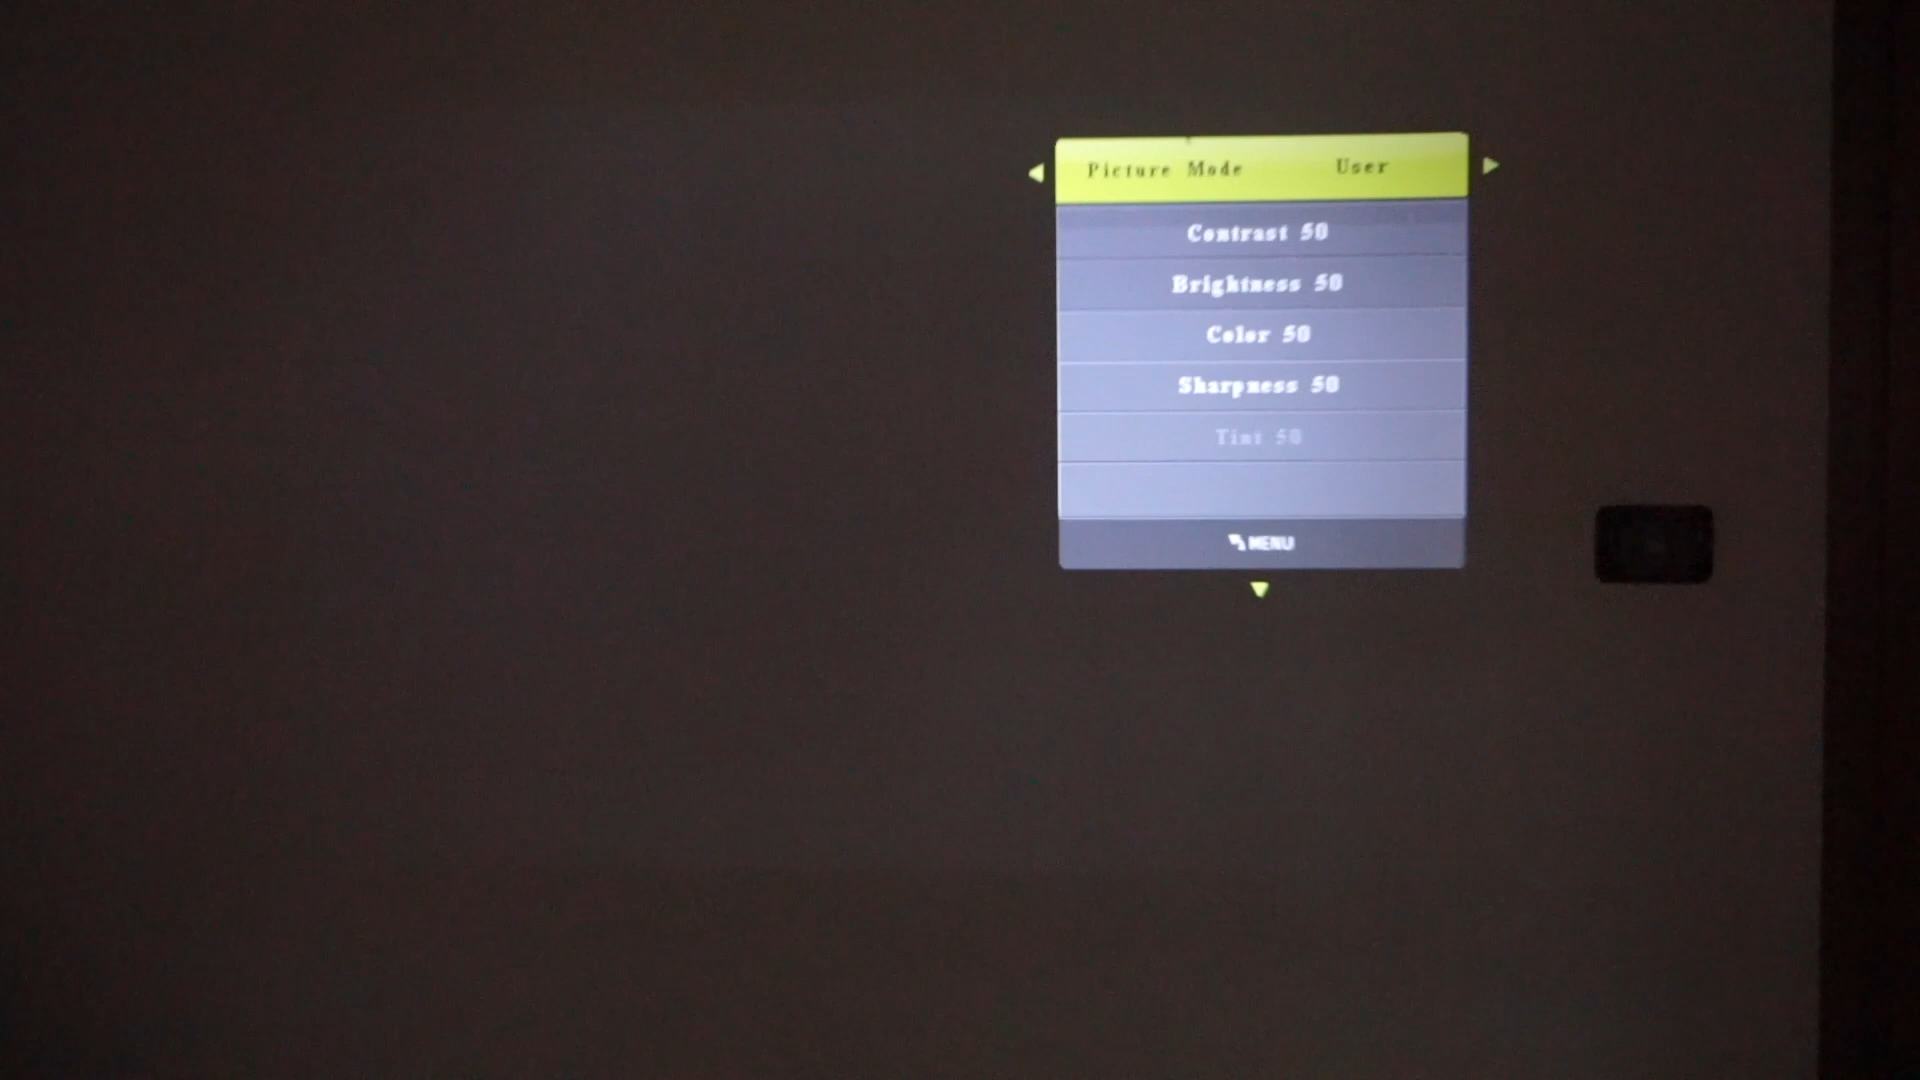 Picture Mode User
Contrast 50
Brightness 50
Color 50
Sharpness 50
Tint 50
MENU